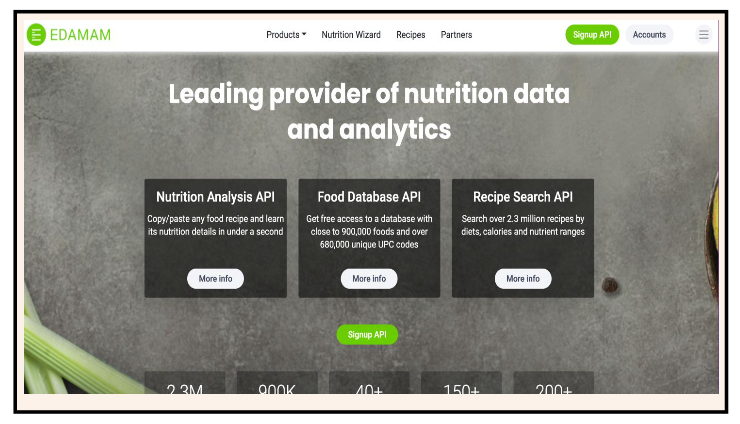 EDAMAM
Products Nutrition Wizard Recipes Partners
Signup API Accounts
Leading provider of nutrition data
and analytics
Nutrition Analysis API
Copy/paste any food recipe and learn
its nutrition details in under a second
More info
Food Database API
Get free access to a database with
close to 900,000 foods and over
680,000 unique UPC codes
More info
Recipe Search API
Search over 2.3 million recipes by
diets, calories and nutrient ranges
More info
Signup API
2.3M 900K 40+ 150+ 200+